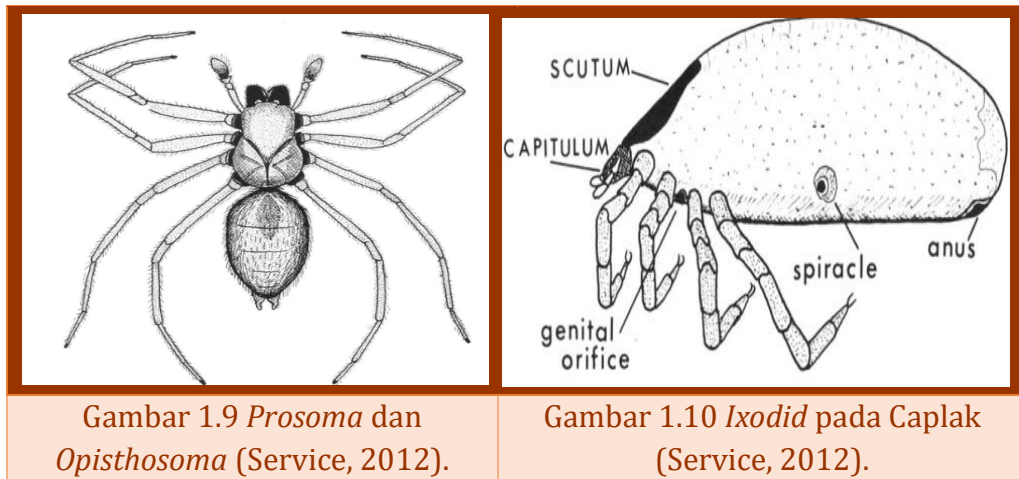 SCUTUM
CAPITULUM
genital
orifice
spiracle
anus
Gambar 1.9 Prosoma dan
Opisthosoma (Service, 2012).
Gambar 1.10 Ixodid pada Caplak
(Service, 2012).